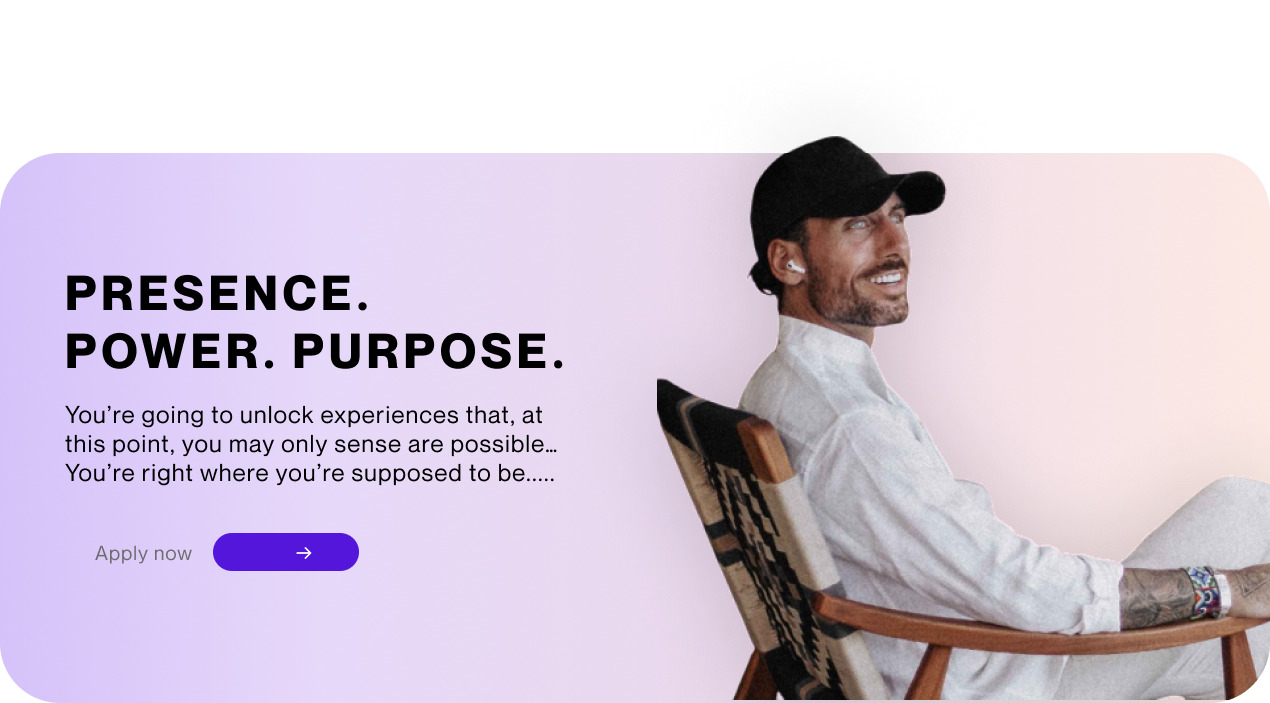 PRESENCE.
POWER. PURPOSE.
You’re going to unlock experiences that, at
this point, you may only sense are possible…
You’re right where you’re supposed to be…..
Apply now